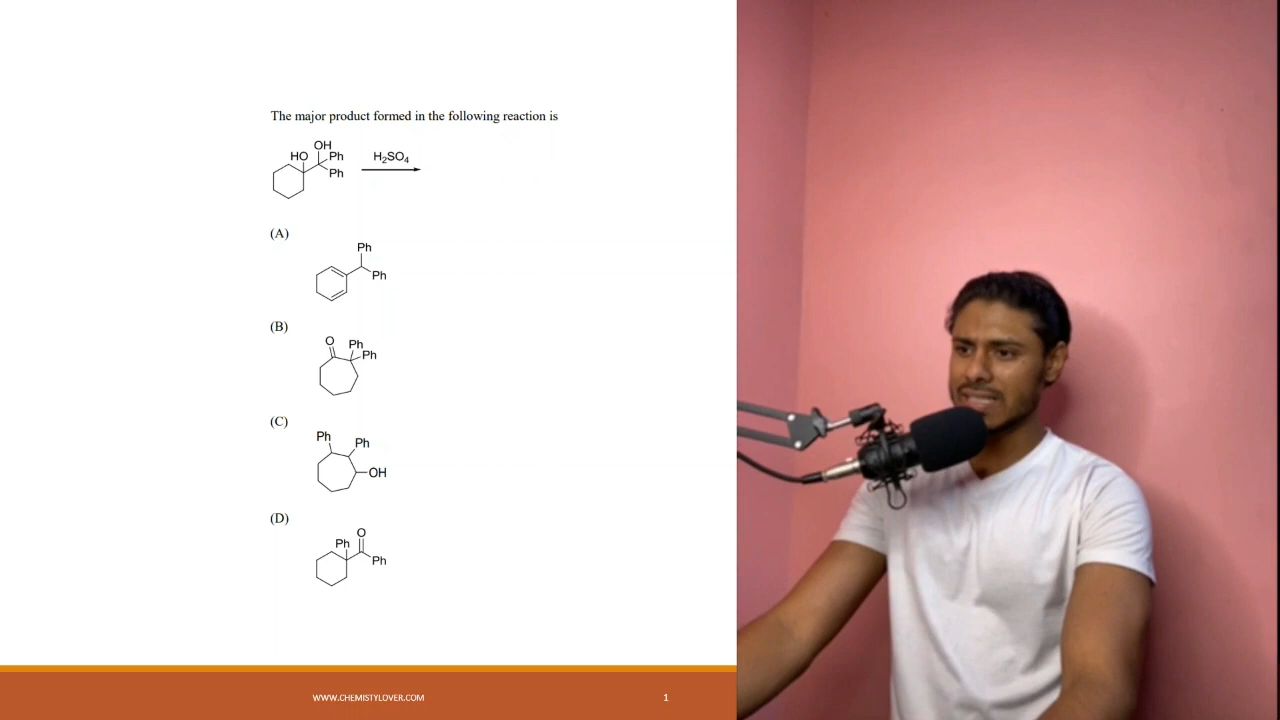 The major product formed in the following reaction is
OH
HO
Ph
Ph
H₂SO₄
(A)
Ph
Ph
(B)
O
Ph
Ph
(C)
Ph
Ph
OH
(D)
O
Ph
Ph
WWW.CHEMISTYLOVER.COM
1